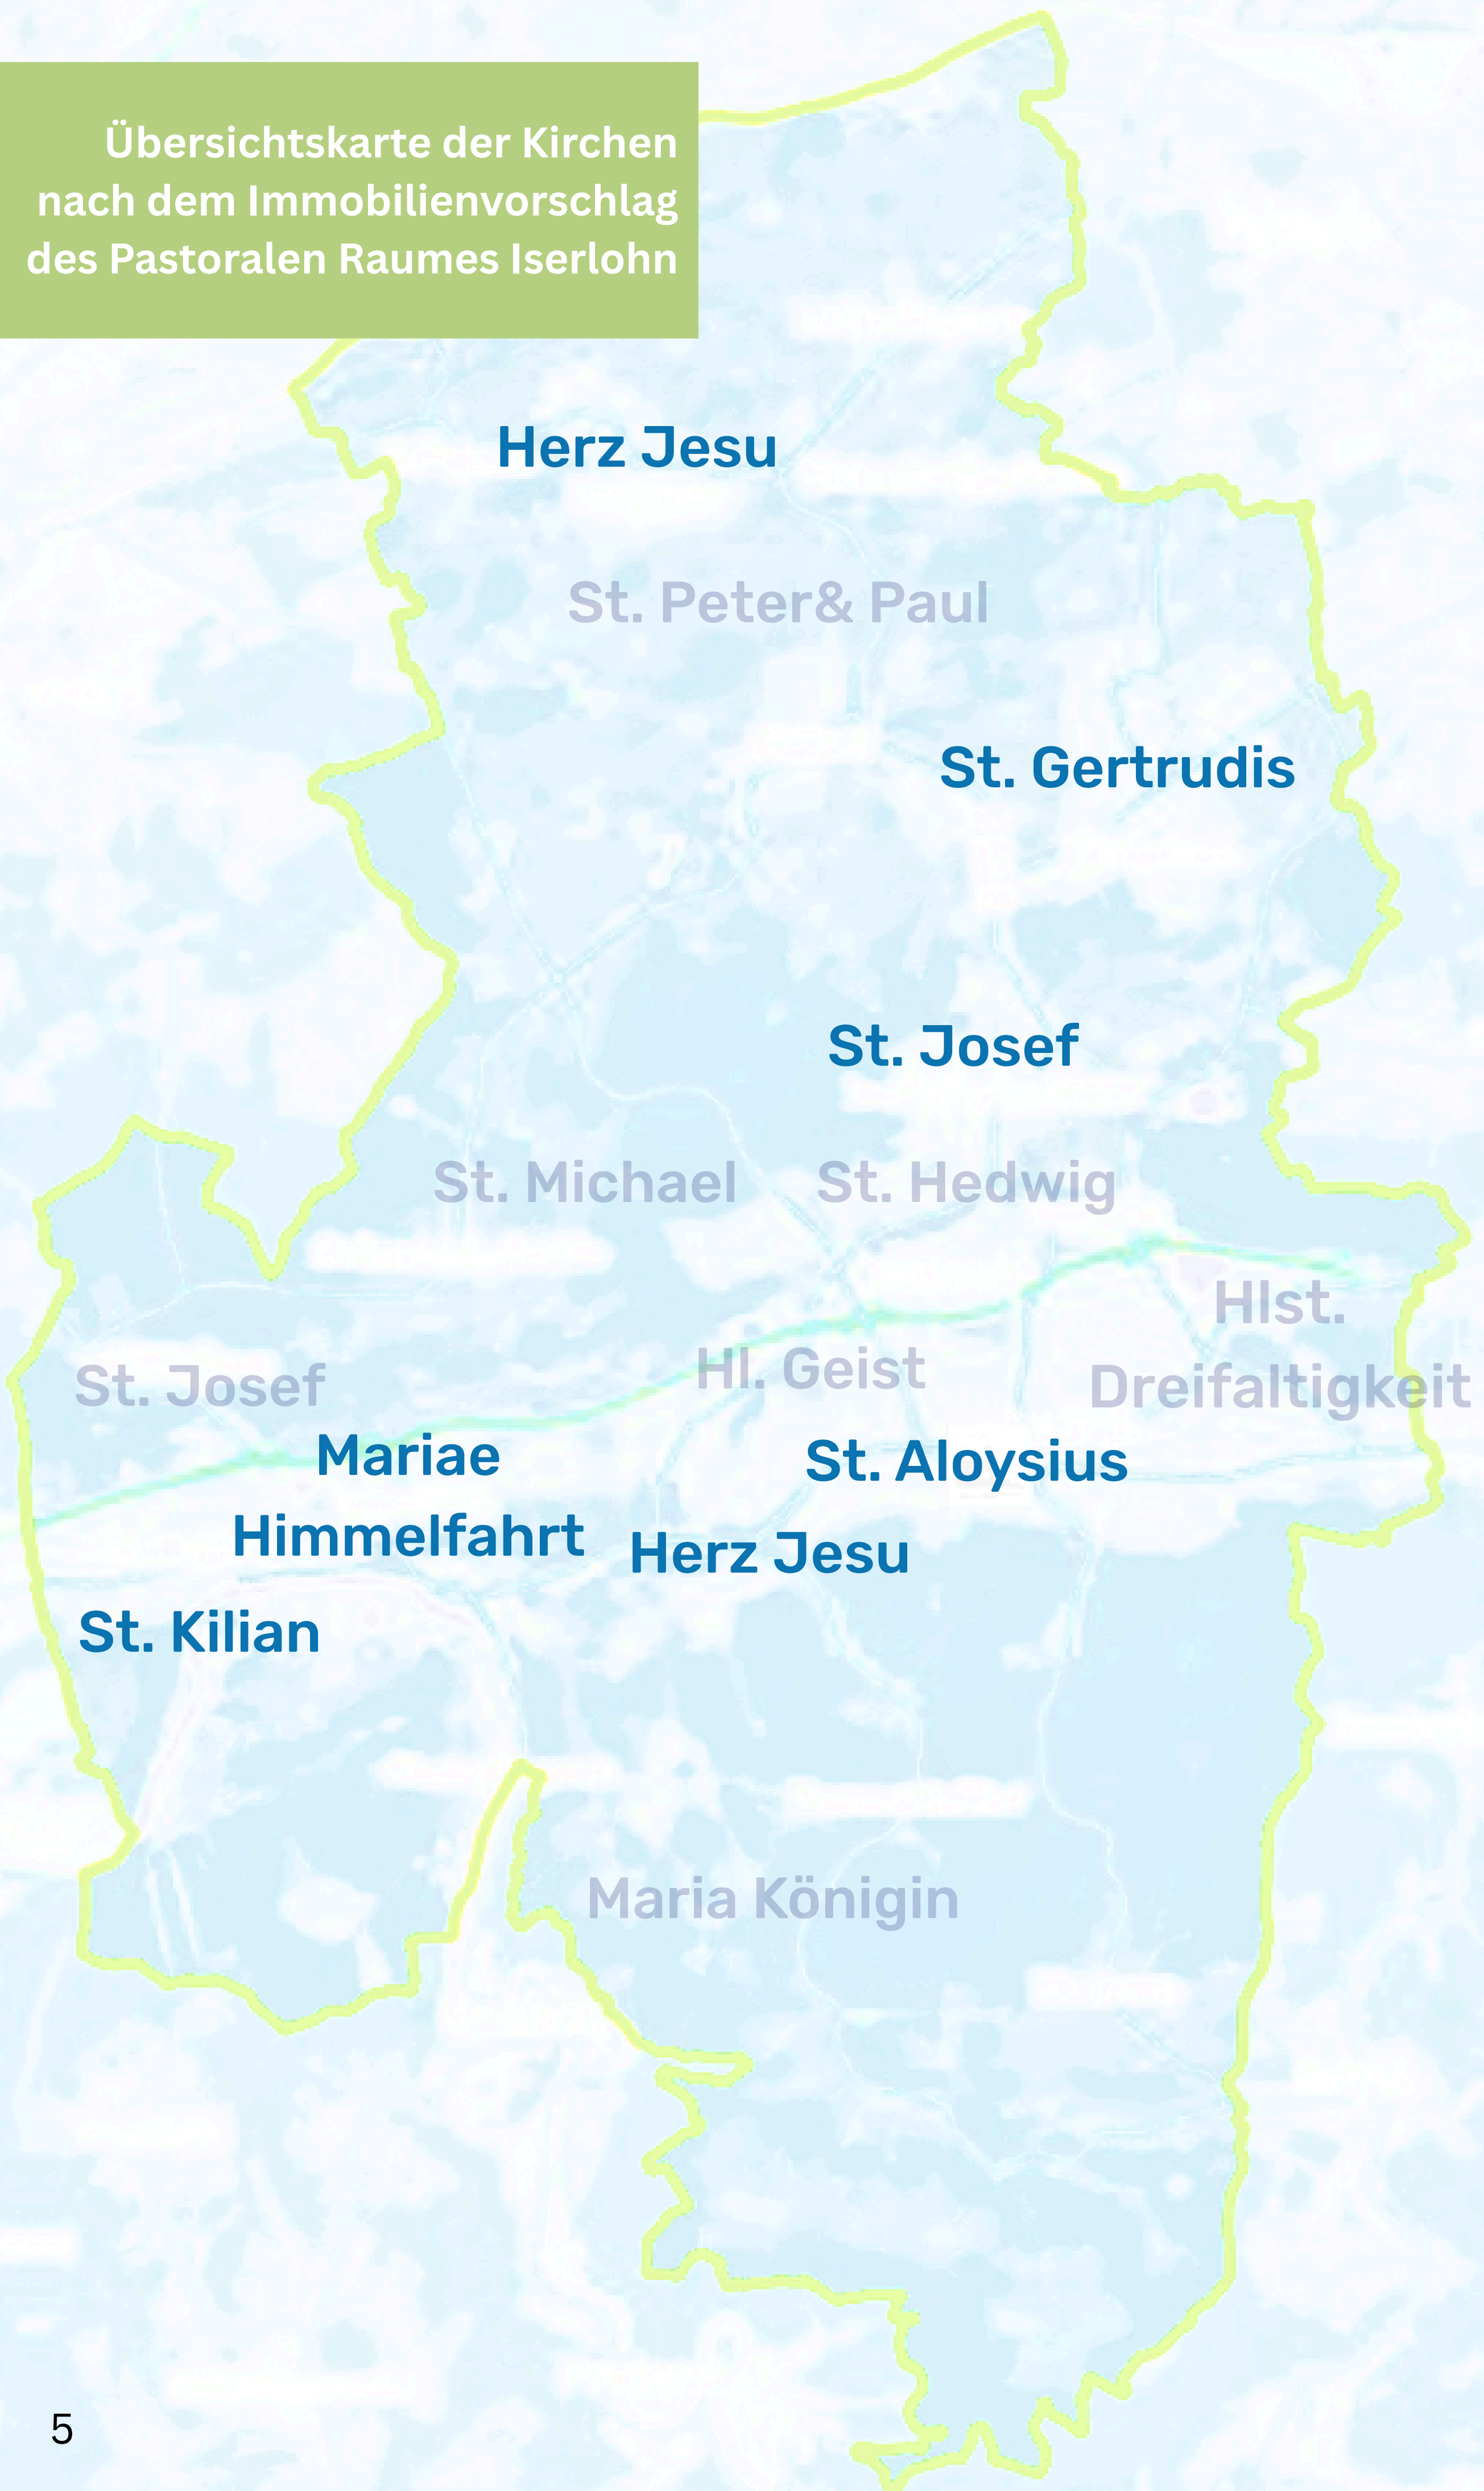 Übersichtskarte der Kirchen
nach dem Immobilienvorschlag
des Pastoralen Raumes Iserlohn
Herz Jesu
St. Peter& Paul
St. Gertrudis
St. Josef
St. Michael
St. Hedwig
Hlst.
Dreifaltigkeit
Hl. Geist
St. Josef
Mariae
Himmelfahrt
St. Aloysius
Herz Jesu
St. Kilian
Maria Königin
5